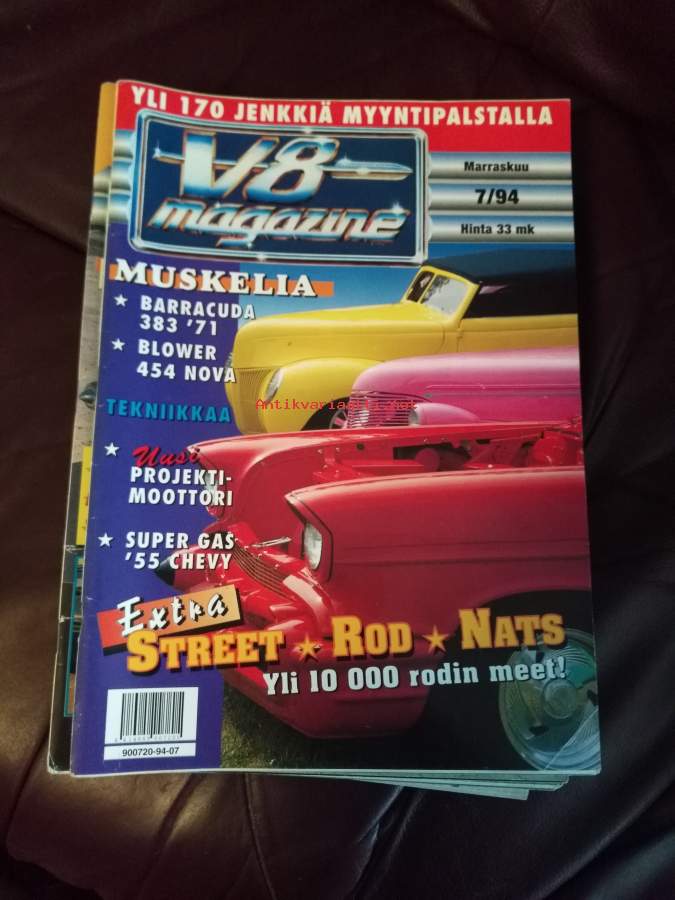 YLI 170 JENKKIÄ MYYNTIPALSTALLA
V8
magazine
Marraskuu
7/94
Hinta 33 mk
MUSKELIA
★ BARRACUDA
383 '71
★ BLOWER
454 NOVA
Antikvariaatti.net
TEKNIIKKAA
★ Uusi
PROJEKTI-
MOOTTORI
★ SUPER GAS
'55 CHEVY
Extra
STREET ★ ROD ★ NATS
Yli 10 000 rodin meet!
900720-94-07